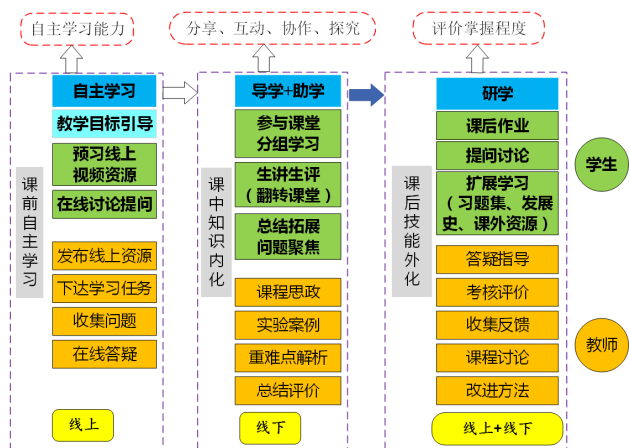 自主学习能力
分享、互动、协作、探究
评价掌握程度
自主学习
教学目标引导
预习线上
视频资源
在线讨论提问
课前自主学习
发布线上资源
下达学习任务
收集问题
在线答疑
线上
导学+助学
参与课堂
分组学习
生讲生评
（翻转课堂）
总结拓展
问题聚焦
课中知识内化
课程思政
实验案例
重难点解析
总结评价
线下
研学
课后作业
提问讨论
扩展学习
（习题集、发展
史、课外资源）
课后技能外化
答疑指导
考核评价
收集反馈
课程讨论
改进方法
线上+线下
学生
教师